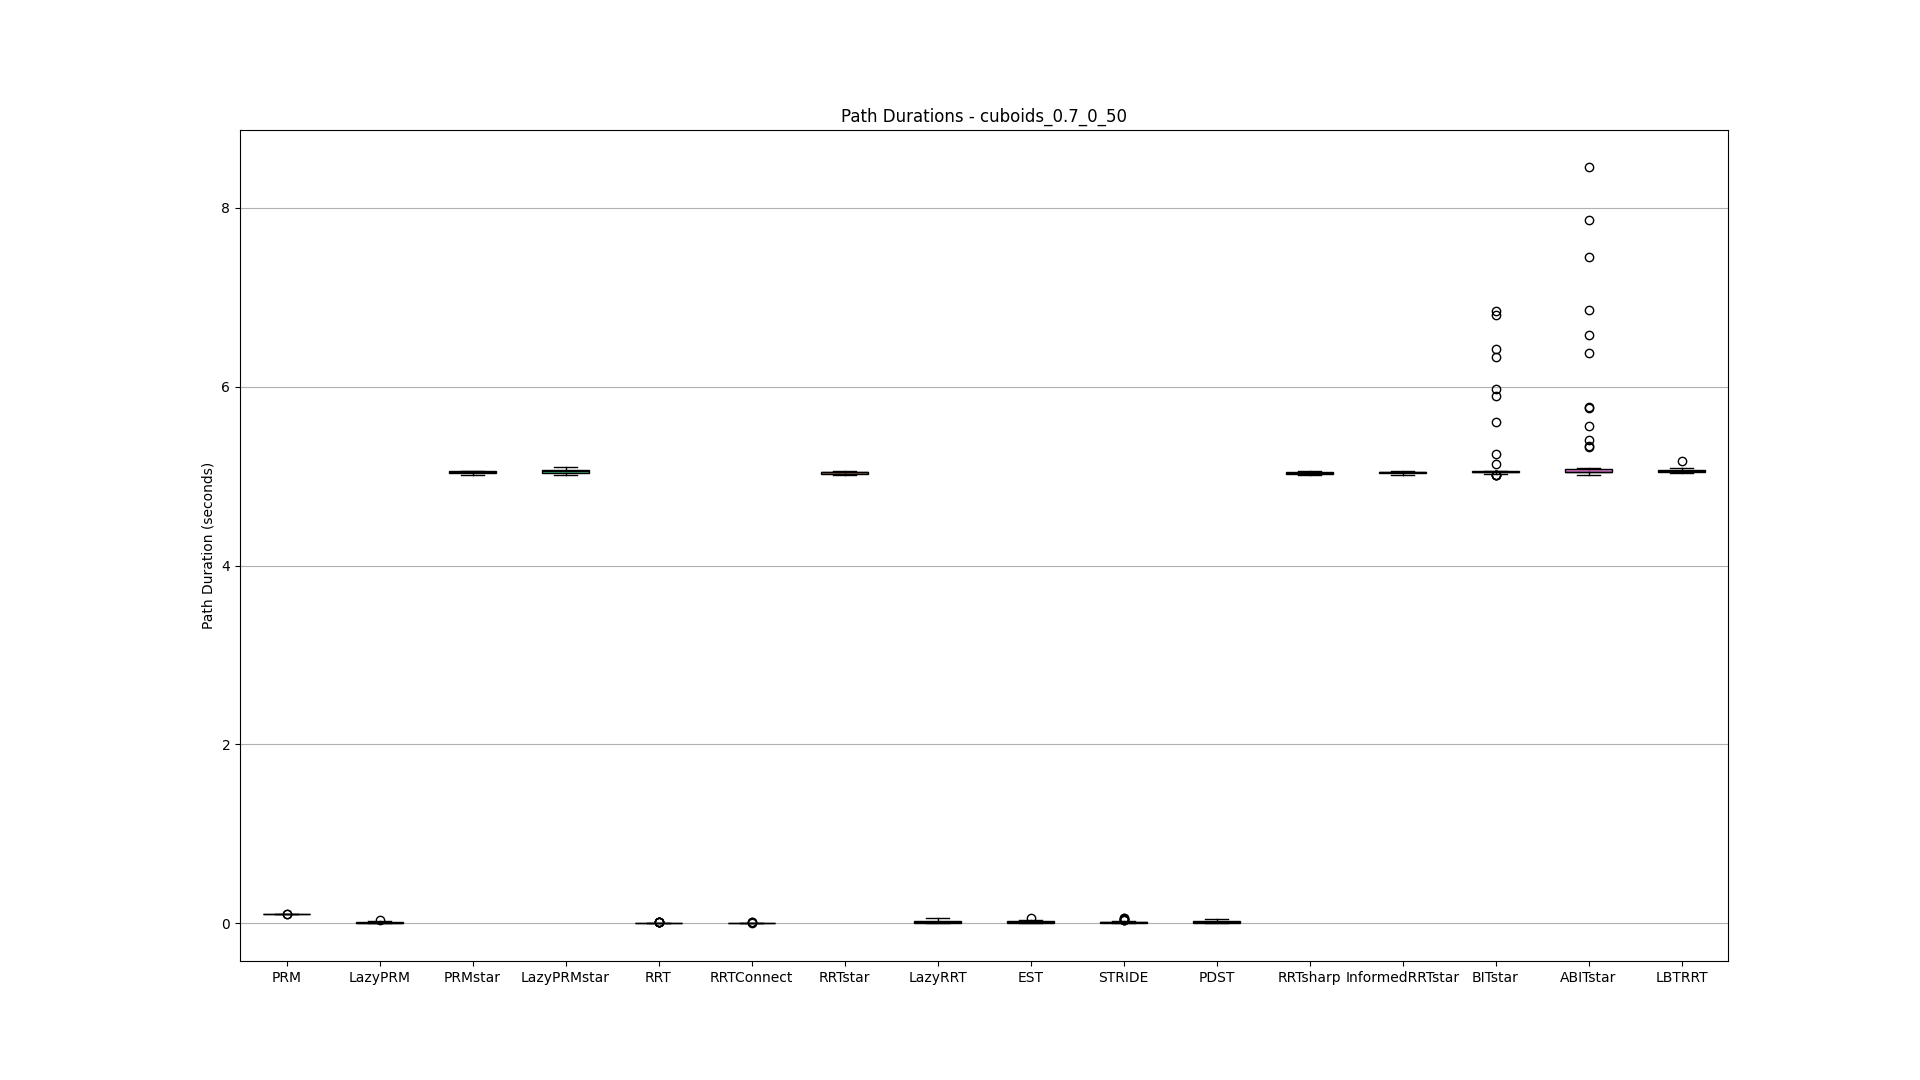 Path Durations - cuboids_0.7_0_50
Path Duration (seconds)
8
6
4
2
0
PRM LazyPRM PRMstar LazyPRMstar RRT RRTConnect RRTstar LazyRRT EST STRIDE PDST RRTsharp InformedRRTstar BITstar ABITstar LBTRRT